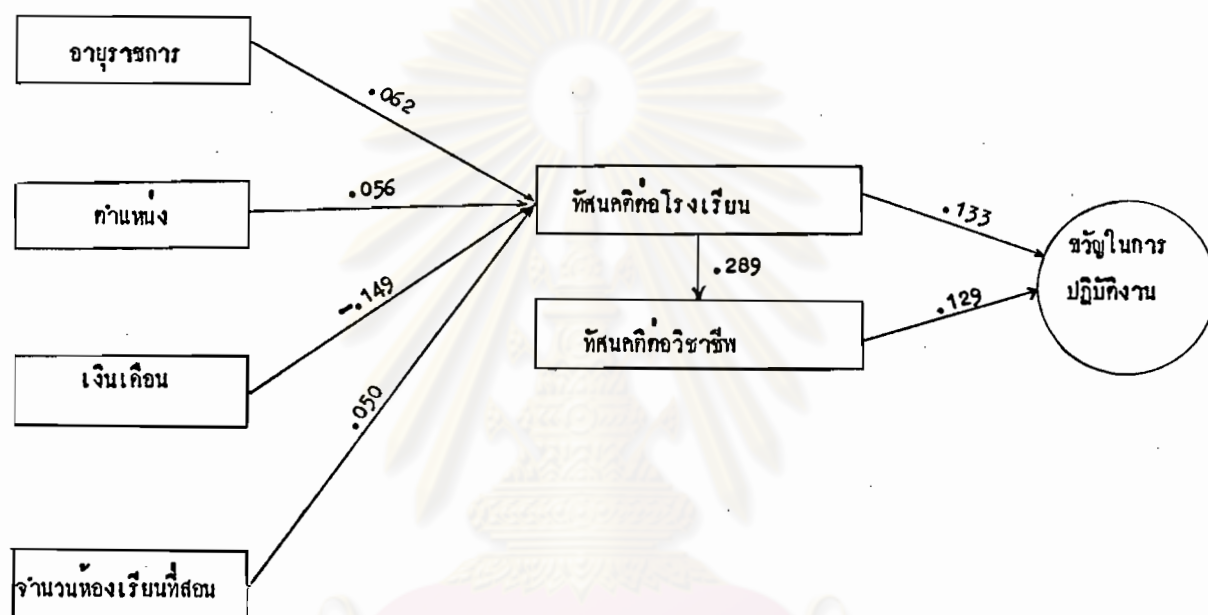 อายุราชการ
.062
ตำแหน่ง
.056
ทัศนคติต่อโรงเรียน
.133
ขวัญในการ
ปฏิบัติงาน
.289
-.149
.129
ทัศนคติต่อวิชาชีพ
เงินเดือน
.050
จำนวนห้องเรียนที่สอน